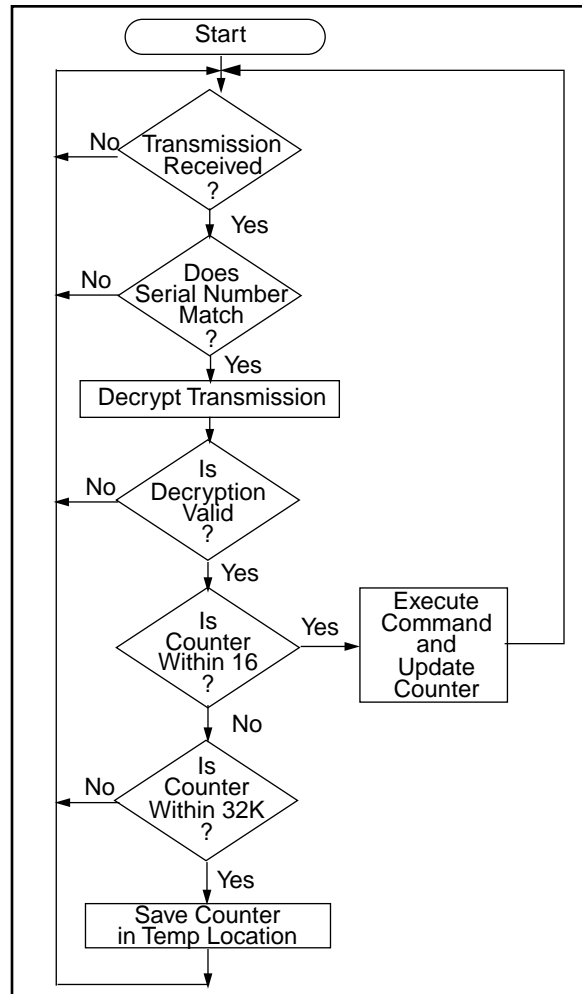 Start
No
Transmission
Received
?
Yes
No
Does
Serial Number
Match
?
Yes
Decrypt Transmission
No
Is
Decryption
Valid
?
Yes
Is
Counter
Within 16
?
Yes
Execute
Command
and
Update
Counter
No
No
Is
Counter
Within 32K
?
Yes
Save Counter
in Temp Location